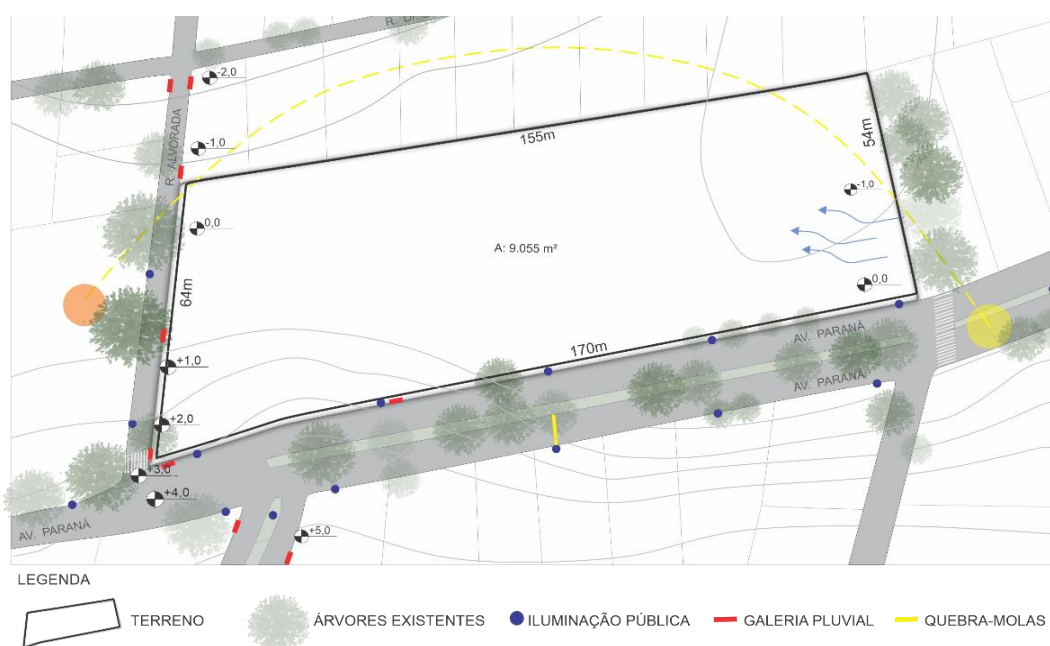 R. D
-2,0
R. ALVORADA
-1,0
155m
54m
-1,0
0,0
A: 9.055 m²
64m
0,0
AV. PARANÁ
170m
+1,0
AV. PARANÁ
+2,0
+3,0
+4,0
AV. PARANÁ
+5,0
LEGENDA
TERRENO
ÁRVORES EXISTENTES
ILUMINAÇÃO PÚBLICA
GALERIA PLUVIAL
QUEBRA-MOLAS